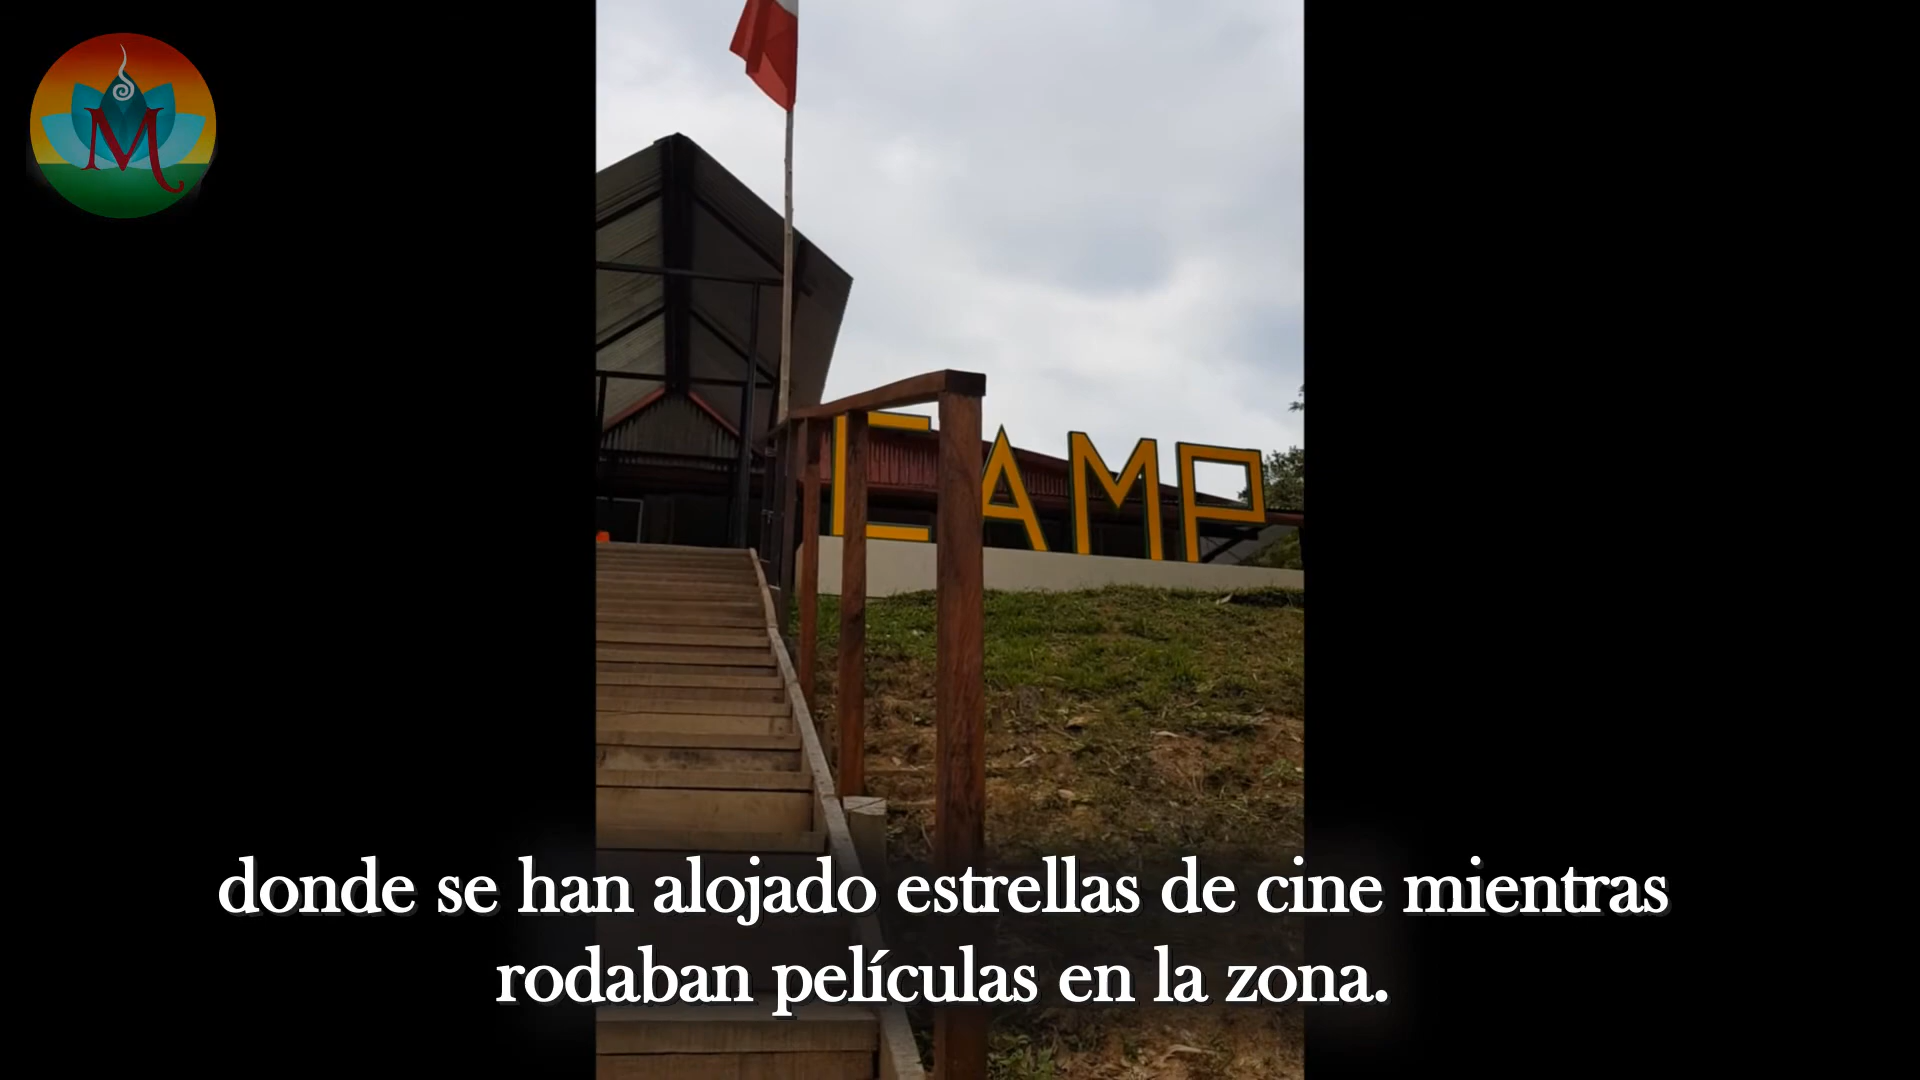 M
CAMP
donde se han alojado estrellas de cine mientras
rodaban películas en la zona.